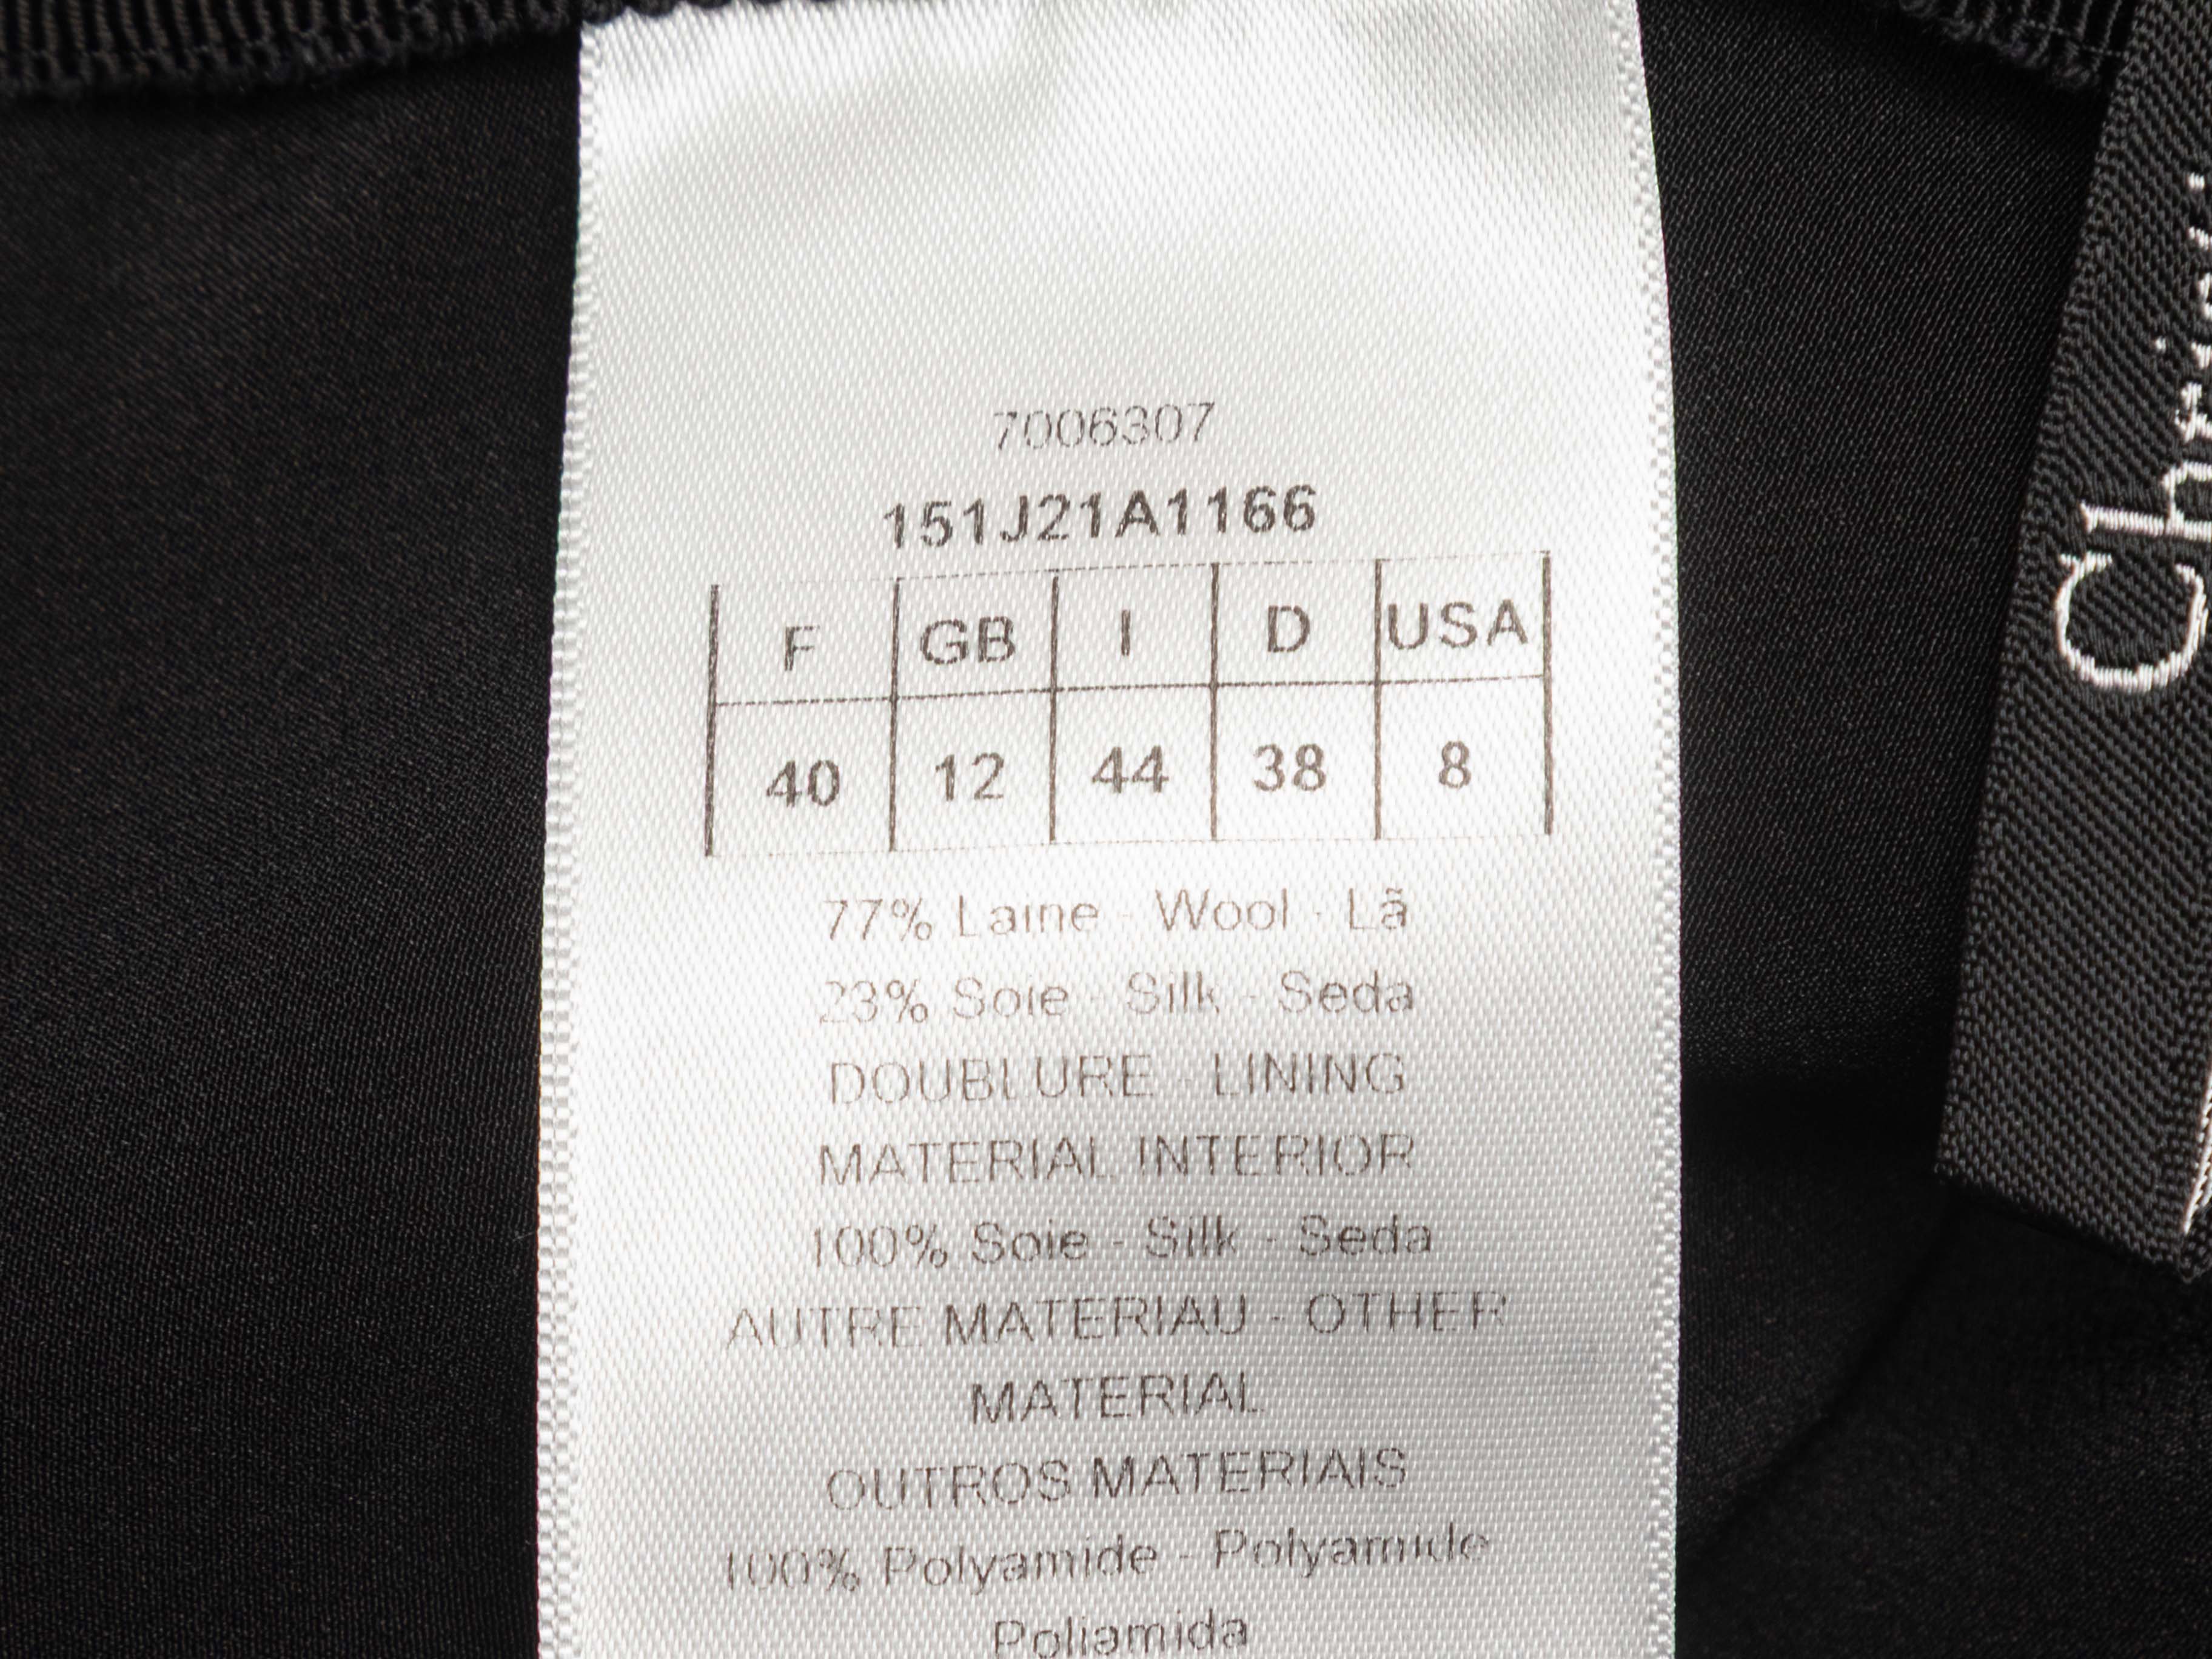 7006307
151J21A1166
F GB I D USA
40 12 44 38 8
77% Laine - Wool - Lã
23% Soie - Silk - Seda
DOUBLURE - LINING
MATERIAL INTERIOR
100% Soie - Silk - Seda
AUTRE MATERIAU - OTHER
MATERIAL
OUTROS MATERIAIS
100% Polyamide - Polyamide
Poliamida